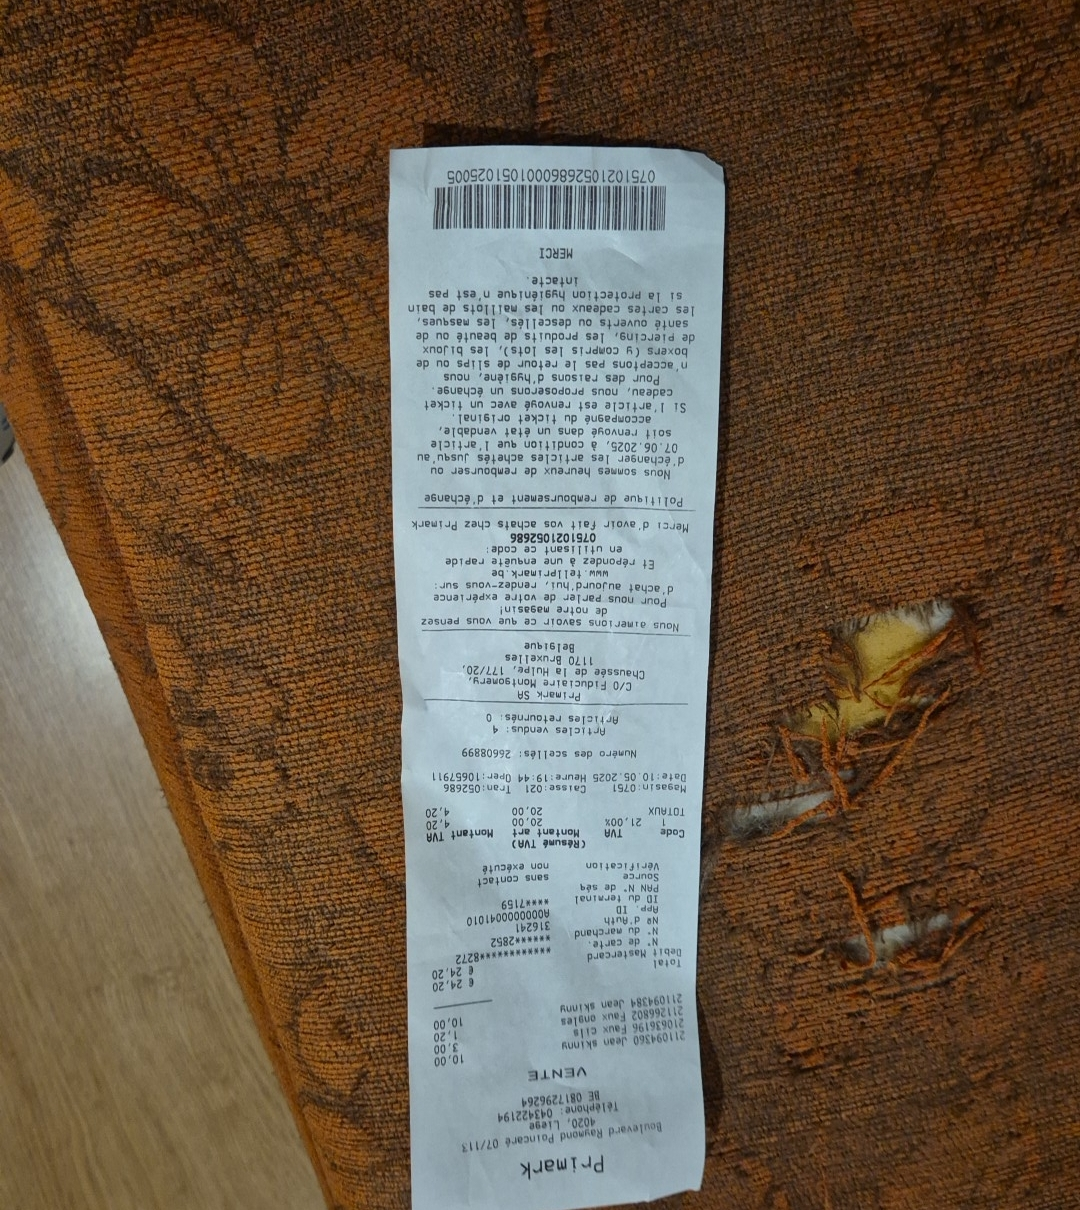 Primark
Boulevard Raymond Poincaré 07/113
4020, Liege
Téléphone: 043422194
BE 0817296264
VENTE
211094360 Jean skinny 10,00
210636196 Faux cils 3,00
211266802 Faux ongles 1,20
211094384 Jean skinny 10,00
Total € 24,20
Debit Mastercard € 24,20
N° de carte. ************8272
N° du marchand *******2852
NR d'Auth 316241
App. ID A0000000041010
ID du terminal ****7159
PAN N° de séq
Source sans contact
Vérification non exécuté
(Résumé TVA)
Code TVA Montant art Montant TVA
1 21,00% 20,00 4,20
TOTAUX 20,00 4,20
Magasin:0751 Caisse:021 Tran:052686
Date:10.05.2025 Heure:19:44 Oper:10657911
Numéro des scellés: 26608899
Articles vendus: 4
Articles retournés: 0
Primark SA
C/O Fiduciaire Montgomery,
Chaussée de la Hulpe, 177/20,
1170 Bruxelles
Belgique
Nous aimerions savoir ce que vous pensez
de notre magasin!
Pour nous parler de votre expérience
d'achat aujourd'hui, rendez-vous sur:
www.tellprimark.be
Et répondez à une enquête rapide
en utilisant ce code:
0751021052686
Merci d'avoir fait vos achats chez Primark
Politique de remboursement et d'échange
Nous sommes heureux de rembourser ou
d'échanger les articles achetés jusqu'au
07.06.2025, à condition que l'article
soit renvoyé dans un état vendable,
accompagné du ticket original.
Si l'article est renvoyé avec un ticket
cadeau, nous proposerons un échange.
Pour des raisons d'hygiène, nous
n'acceptons pas le retour de slips ou de
boxers (y compris les lots), les bijoux
de piercing, les produits de beauté ou de
santé ouverts ou descellés, les masques,
les cartes cadeaux ou les maillots de bain
si la protection hygiénique n'est pas
intacte.
MERCI
0751021052686000105102500​5